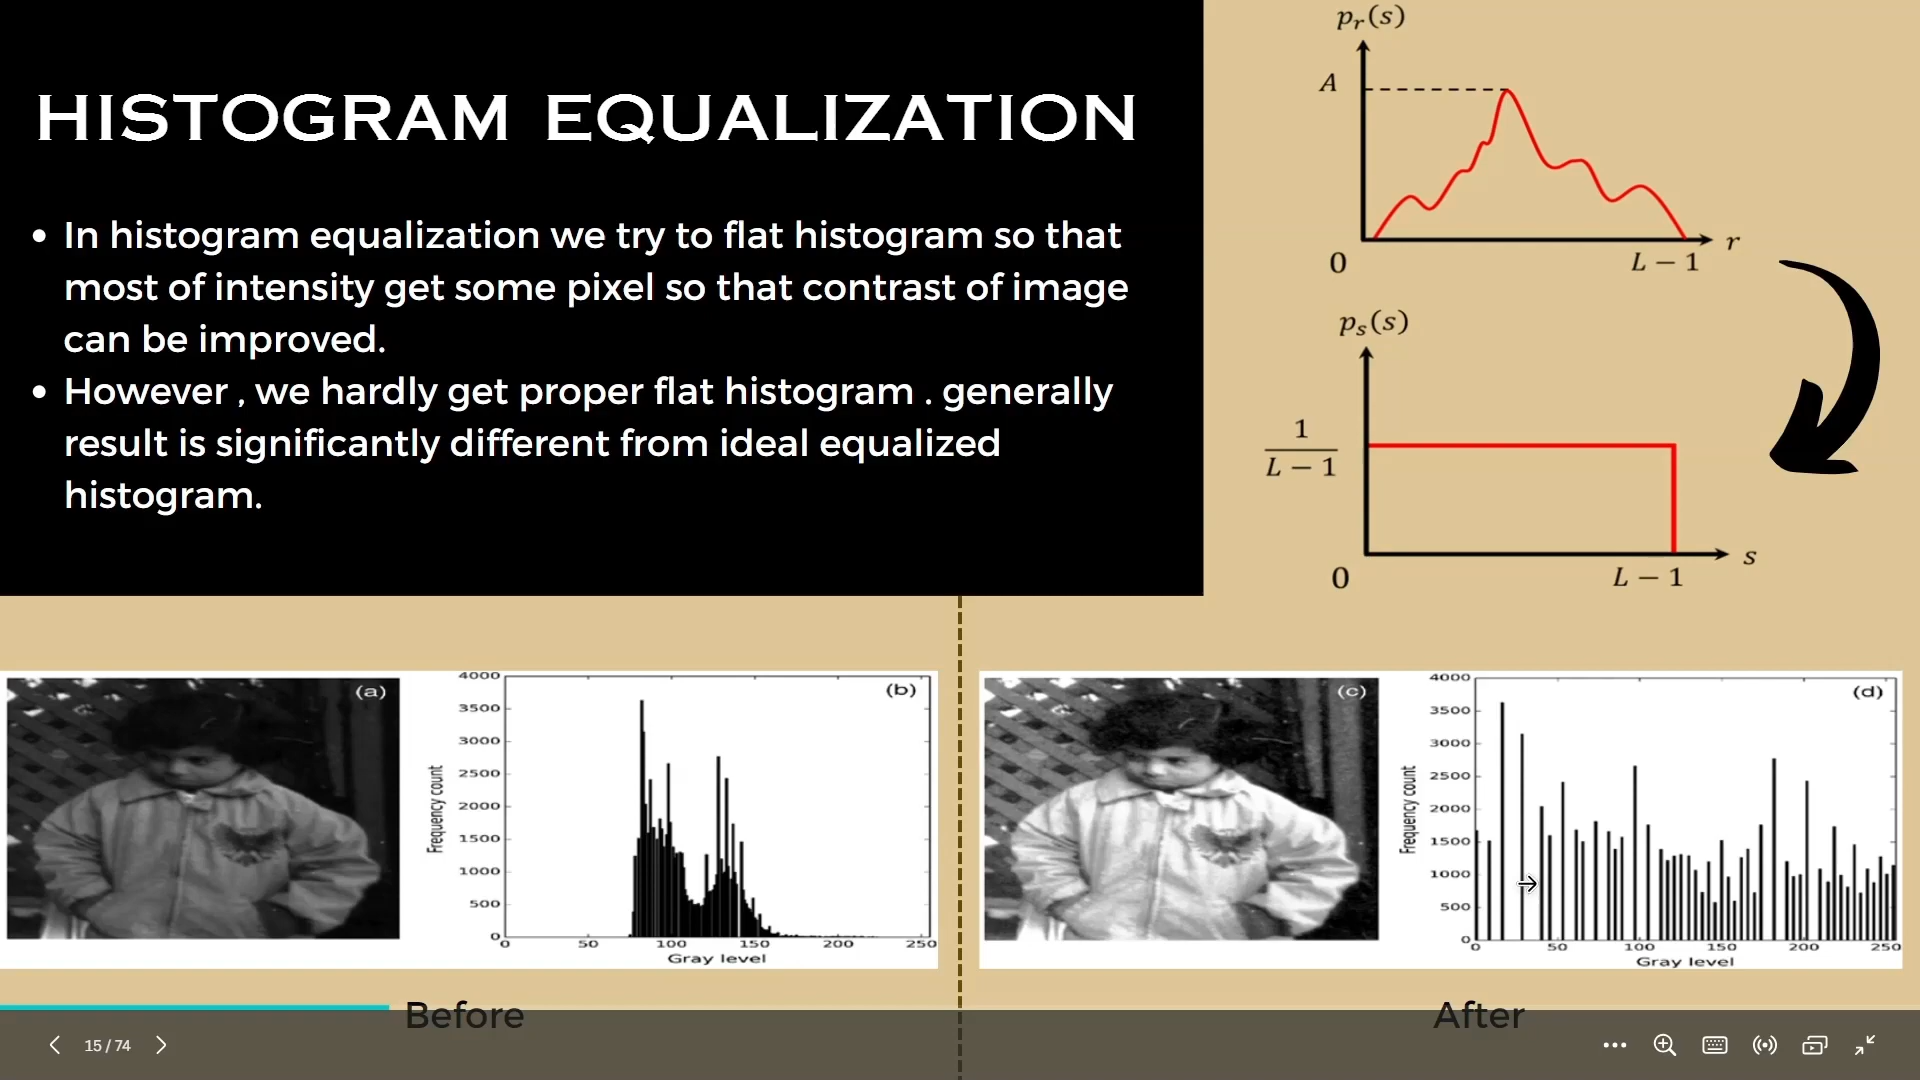 HISTOGRAM EQUALIZATION
• In histogram equalization we try to flat histogram so that
most of intensity get some pixel so that contrast of image
can be improved.
• However , we hardly get proper flat histogram . generally
result is significantly different from ideal equalized
histogram.
p_r(s)
A
0
L − 1
r
p_s(s)
1
L − 1
0
L − 1
s
(a)
(b)
4000
3500
3000
2500
2000
1500
1000
500
0
Frequency count
0 50 100 150 200 250
Gray level
(c)
(d)
4000
3500
3000
2500
2000
1500
1000
500
0
Frequency count
0 50 100 150 200 250
Gray level
Before
After
15 / 74